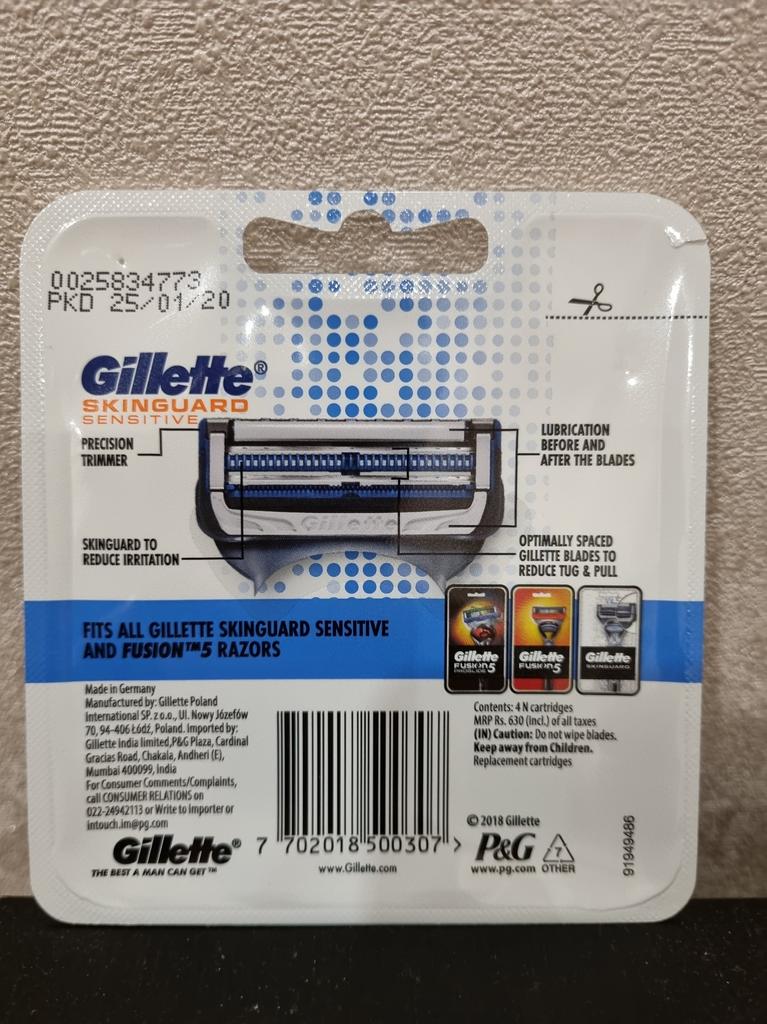 0025834773
PKD 25/01/20
Gillette®
SKINGUARD
SENSITIVE
PRECISION
TRIMMER
LUBRICATION
BEFORE AND
AFTER THE BLADES
Gillette
SKINGUARD TO
REDUCE IRRITATION
OPTIMALLY SPACED
GILLETTE BLADES TO
REDUCE TUG & PULL
FITS ALL GILLETTE SKINGUARD SENSITIVE
AND FUSION™5 RAZORS
Gillette
FUSION 5
PROGLIDE
Gillette
FUSION 5
Gillette
SKINGUARD
Made in Germany
Manufactured by: Gillette Poland
International SP. z o.o., Ul. Nowy Józefów
70, 94-406 Łódź, Poland. Imported by:
Gillette India limited,P&G Plaza, Cardinal
Gracias Road, Chakala, Andheri (E),
Mumbai 400099, India
For Consumer Comments/Complaints,
call CONSUMER RELATIONS on
022-24942113 or Write to Importer or
intouch.im@pg.com
Gillette®
THE BEST A MAN CAN GET™
7 702018 500307 >
www.Gillette.com
Contents: 4 N cartridges
MRP Rs. 630 (incl.) of all taxes
(IN) Caution: Do not wipe blades.
Keep away from Children.
Replacement cartridges
© 2018 Gillette
P&G
www.pg.com
7
OTHER
91949486